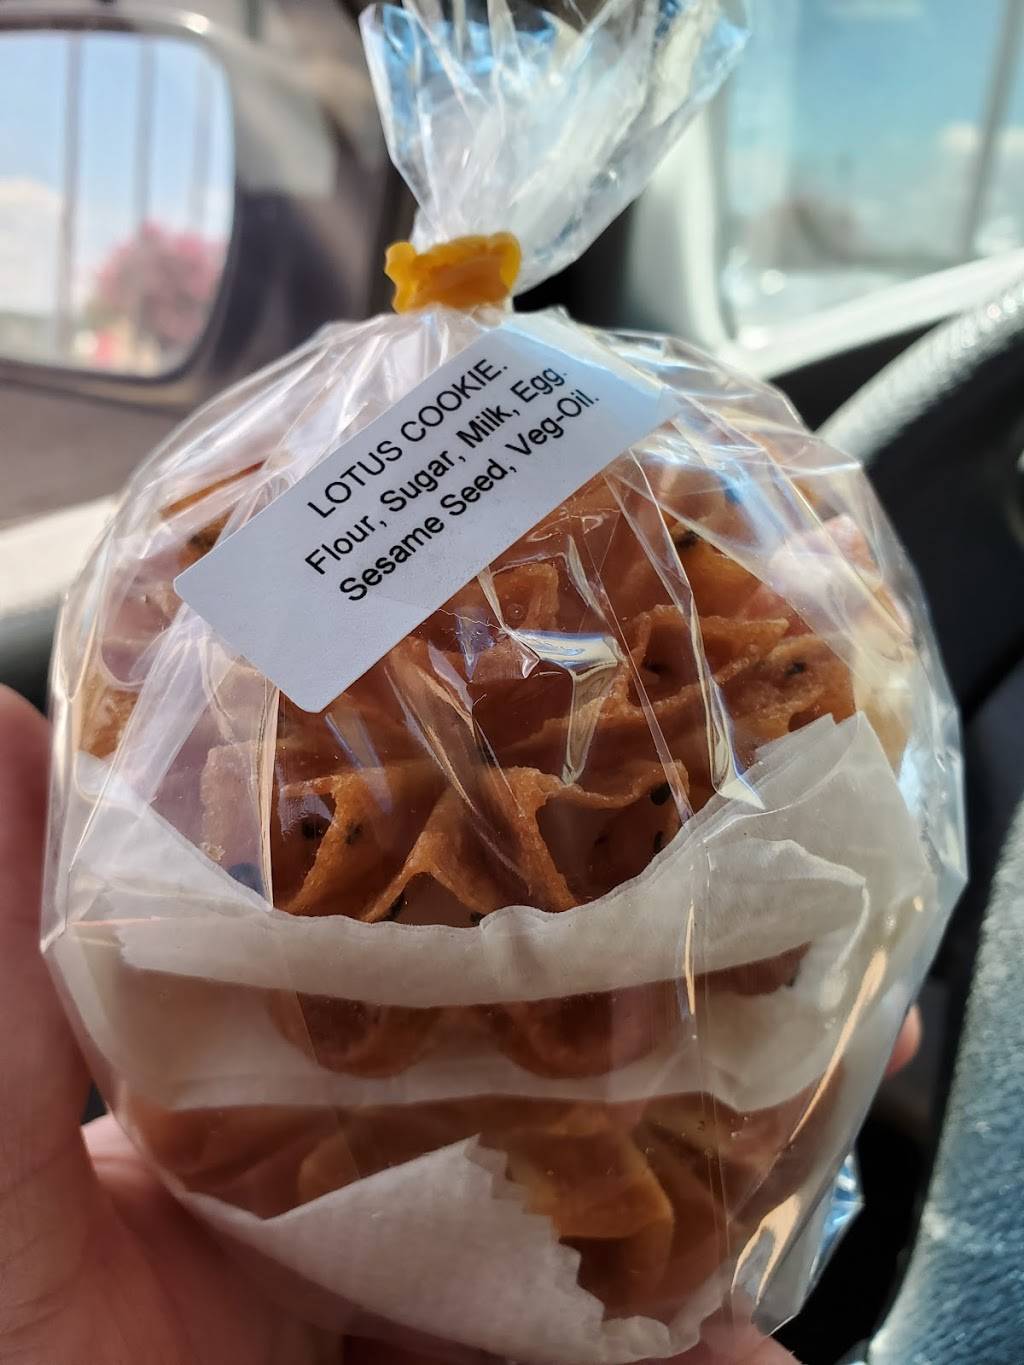 LOTUS COOKIE.
Flour, Sugar, Milk, Egg.
Sesame Seed, Veg-Oil.